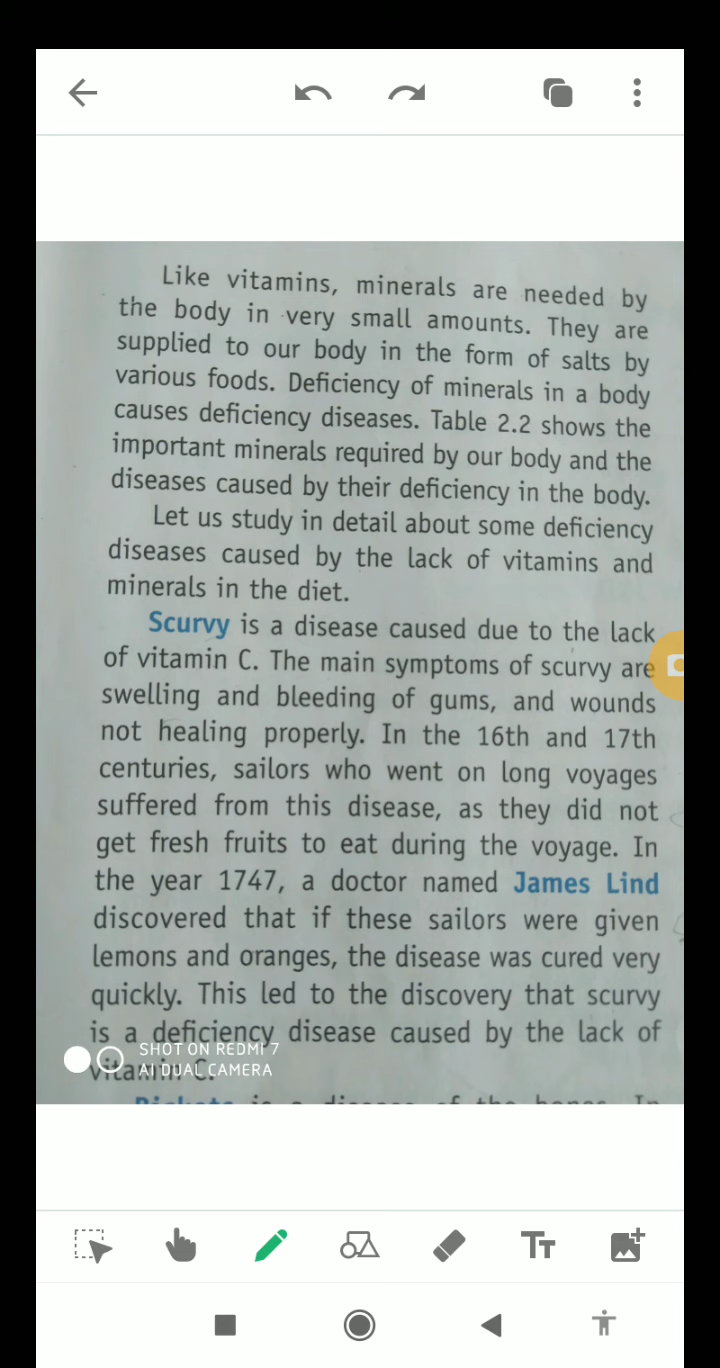 Like vitamins, minerals are needed by
the body in very small amounts. They are
supplied to our body in the form of salts by
various foods. Deficiency of minerals in a body
causes deficiency diseases. Table 2.2 shows the
important minerals required by our body and the
diseases caused by their deficiency in the body.
Let us study in detail about some deficiency
diseases caused by the lack of vitamins and
minerals in the diet.
Scurvy is a disease caused due to the lack
of vitamin C. The main symptoms of scurvy are
swelling and bleeding of gums, and wounds
not healing properly. In the 16th and 17th
centuries, sailors who went on long voyages
suffered from this disease, as they did not
get fresh fruits to eat during the voyage. In
the year 1747, a doctor named James Lind
discovered that if these sailors were given
lemons and oranges, the disease was cured very
quickly. This led to the discovery that scurvy
is a deficiency disease caused by the lack of
SHOT ON REDMI 7
vitamin C.
AI DUAL CAMERA
Rickets is a disease of the bones. In
TT